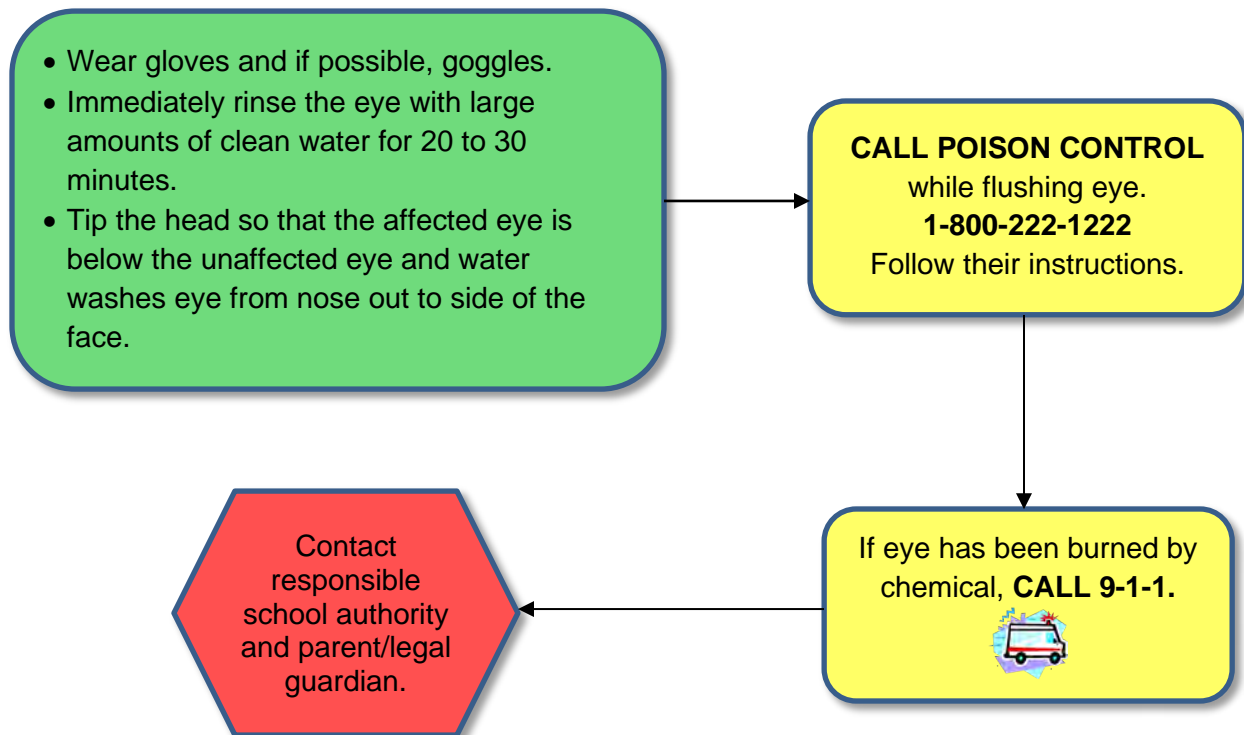 • Wear gloves and if possible, goggles.
• Immediately rinse the eye with large
amounts of clean water for 20 to 30
minutes.
• Tip the head so that the affected eye is
below the unaffected eye and water
washes eye from nose out to side of the
face.
CALL POISON CONTROL
while flushing eye.
1-800-222-1222
Follow their instructions.
If eye has been burned by
chemical, CALL 9-1-1.
Contact
responsible
school authority
and parent/legal
guardian.